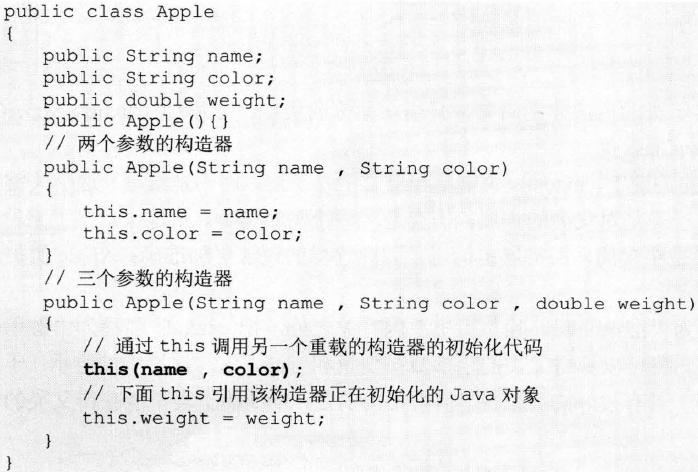 public class Apple
{
    public String name;
    public String color;
    public double weight;
    public Apple(){}
    // 两个参数的构造器
    public Apple(String name , String color)
    {
        this.name = name;
        this.color = color;
    }
    // 三个参数的构造器
    public Apple(String name , String color , double weight)
    {
        // 通过 this 调用另一个重载的构造器的初始化代码
        this(name , color);
        // 下面 this 引用该构造器正在初始化的 Java 对象
        this.weight = weight;
    }
}